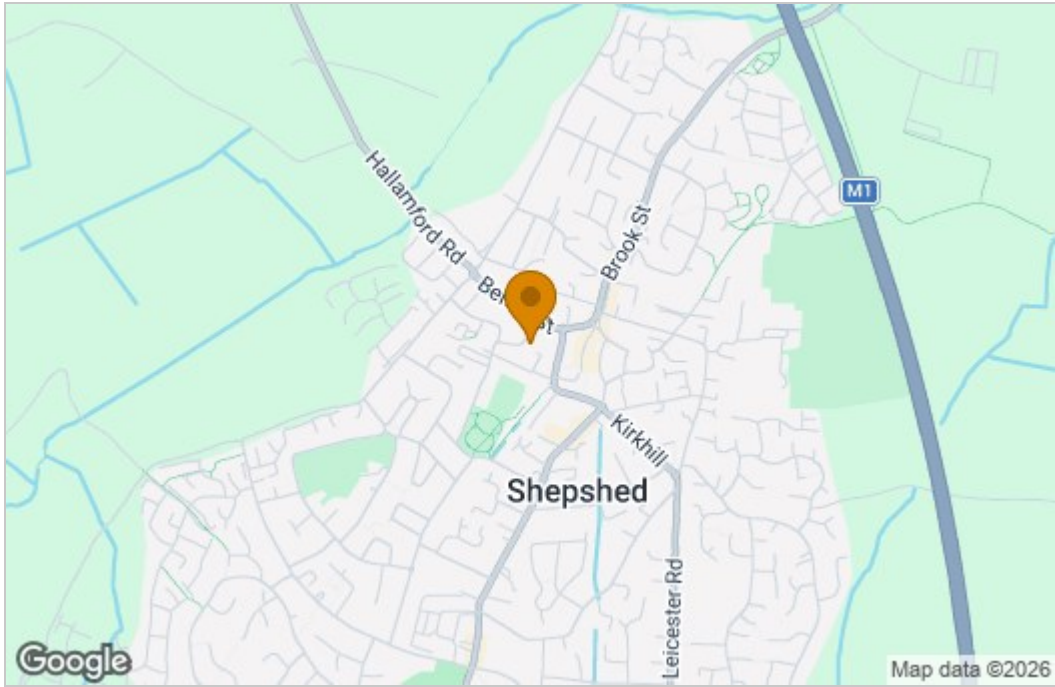 M1
Hallamford Rd
Brook St
Kirkhill
Shepshed
Leicester Rd
Google
Map data ©2026